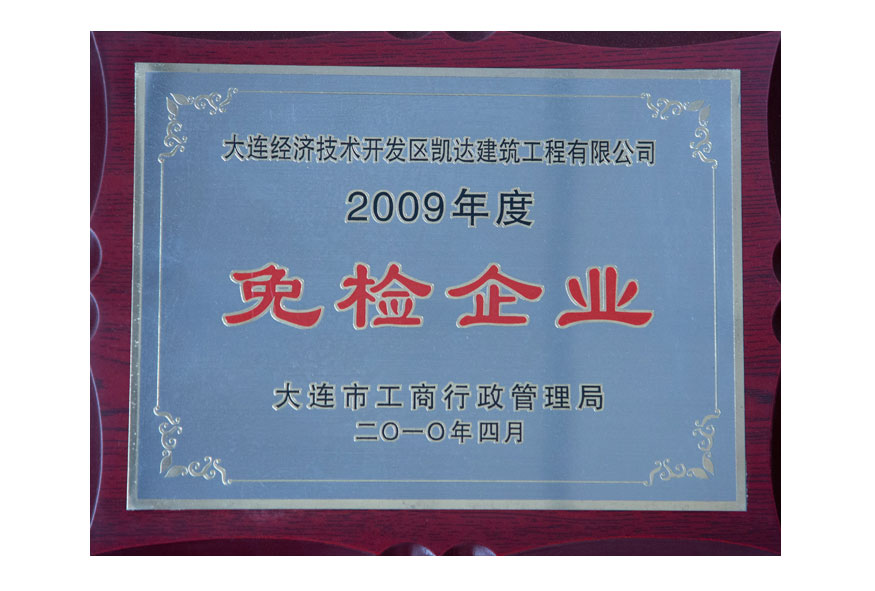 大连经济技术开发区凯达建筑工程有限公司
2009年度
免检企业
大连市工商行政管理局
二〇一〇年四月